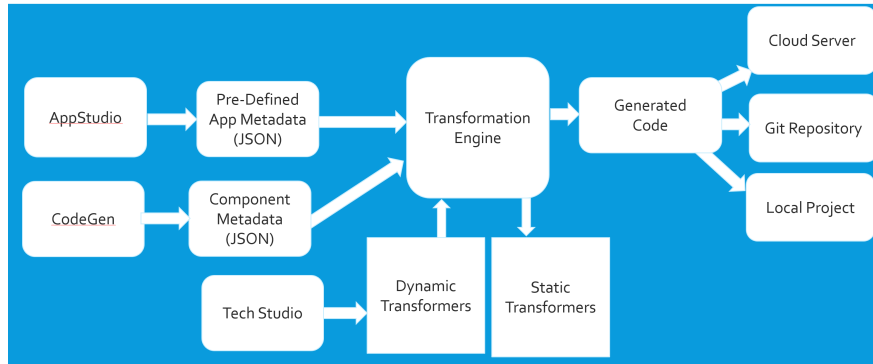 AppStudio
Pre-Defined
App Metadata
(JSON)
Transformation
Engine
Generated
Code
Cloud Server
Git Repository
Local Project
CodeGen
Component
Metadata
(JSON)
Tech Studio
Dynamic
Transformers
Static
Transformers